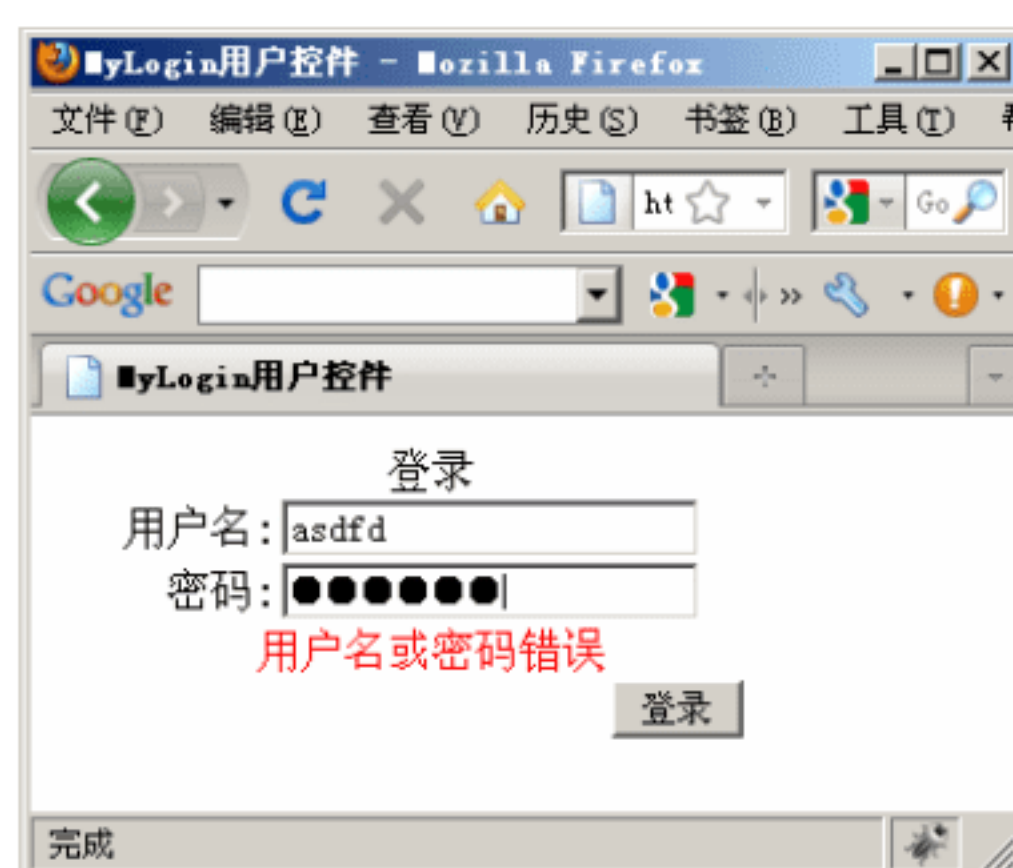 MyLogin用户控件 - Mozilla Firefox
文件(F) 编辑(E) 查看(V) 历史(S) 书签(B) 工具(T)
ht Go
Google
MyLogin用户控件
登录
用户名: asdfd
密码: ●●●●●●
用户名或密码错误
登录
完成